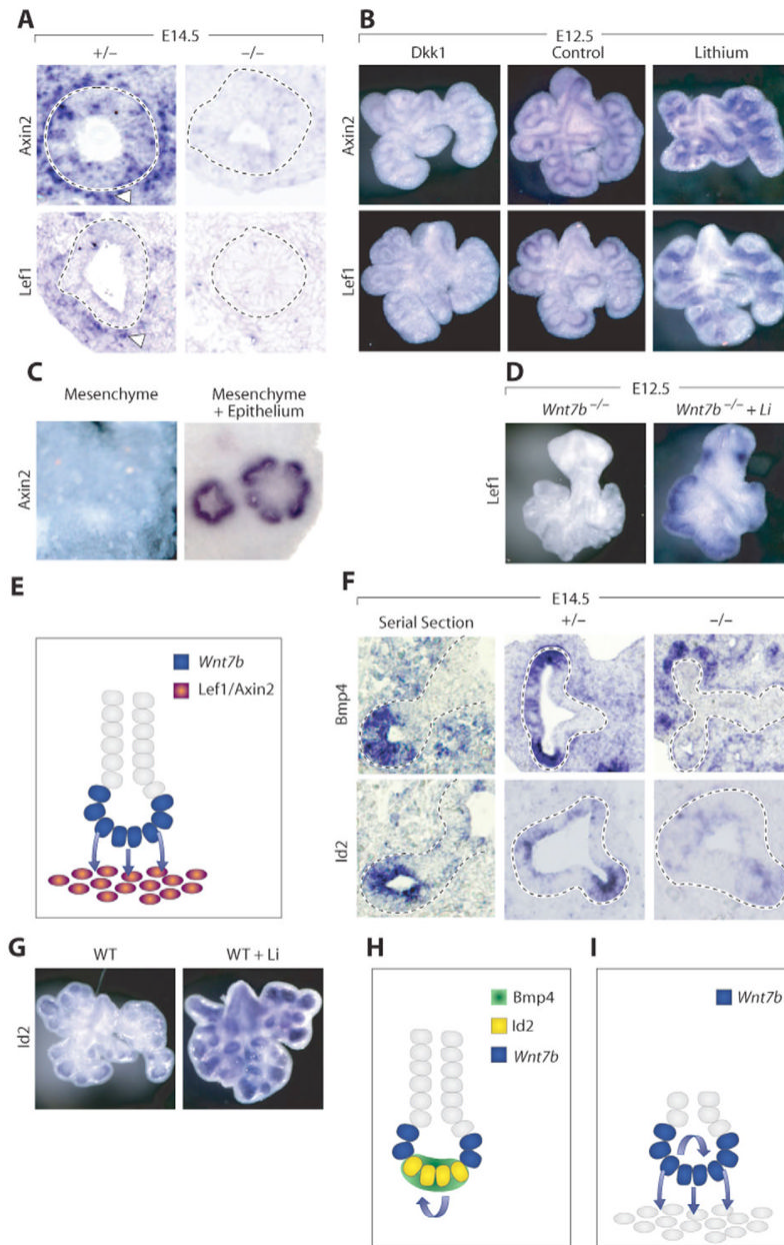 A
E14.5
+/–
–/–
Axin2
Lef1
B
E12.5
Dkk1
Control
Lithium
Axin2
Lef1
C
Mesenchyme
Mesenchyme
+ Epithelium
Axin2
D
E12.5
Wnt7b –/–
Wnt7b –/– + Li
Lef1
E
Wnt7b
Lef1/Axin2
F
E14.5
Serial Section
+/–
–/–
Bmp4
Id2
G
WT
WT + Li
Id2
H
Bmp4
Id2
Wnt7b
I
Wnt7b